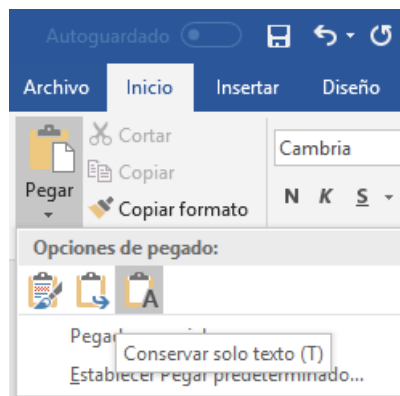 Autoguardado
Archivo Inicio Insertar Diseño
Cortar
Copiar
Copiar formato
Pegar
Cambria
N K S
Opciones de pegado:
A
Conservar solo texto (T)
Establecer Pegar predeterminado...